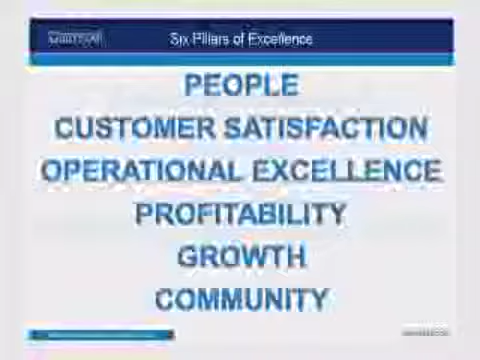 Six Pillars of Excellence
PEOPLE
CUSTOMER SATISFACTION
OPERATIONAL EXCELLENCE
PROFITABILITY
GROWTH
COMMUNITY